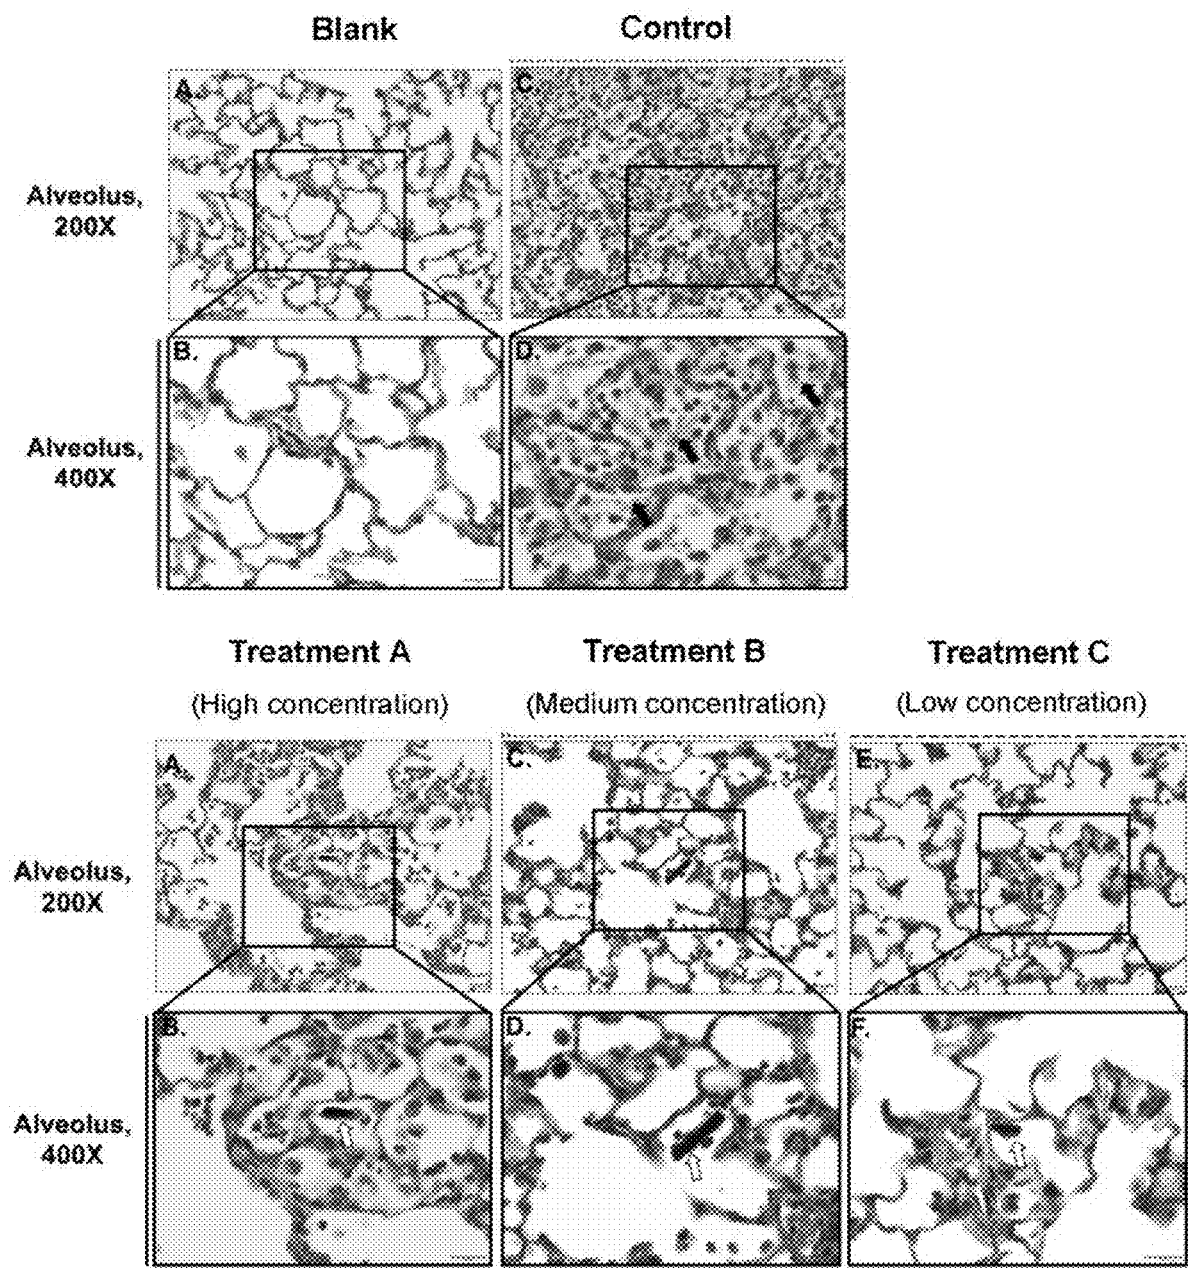 Blank
Control
A.
C.
Alveolus,
200X
B.
D.
Alveolus,
400X
Treatment A
Treatment B
Treatment C
(High concentration)
(Medium concentration)
(Low concentration)
A.
C.
E.
Alveolus,
200X
B.
D.
F.
Alveolus,
400X